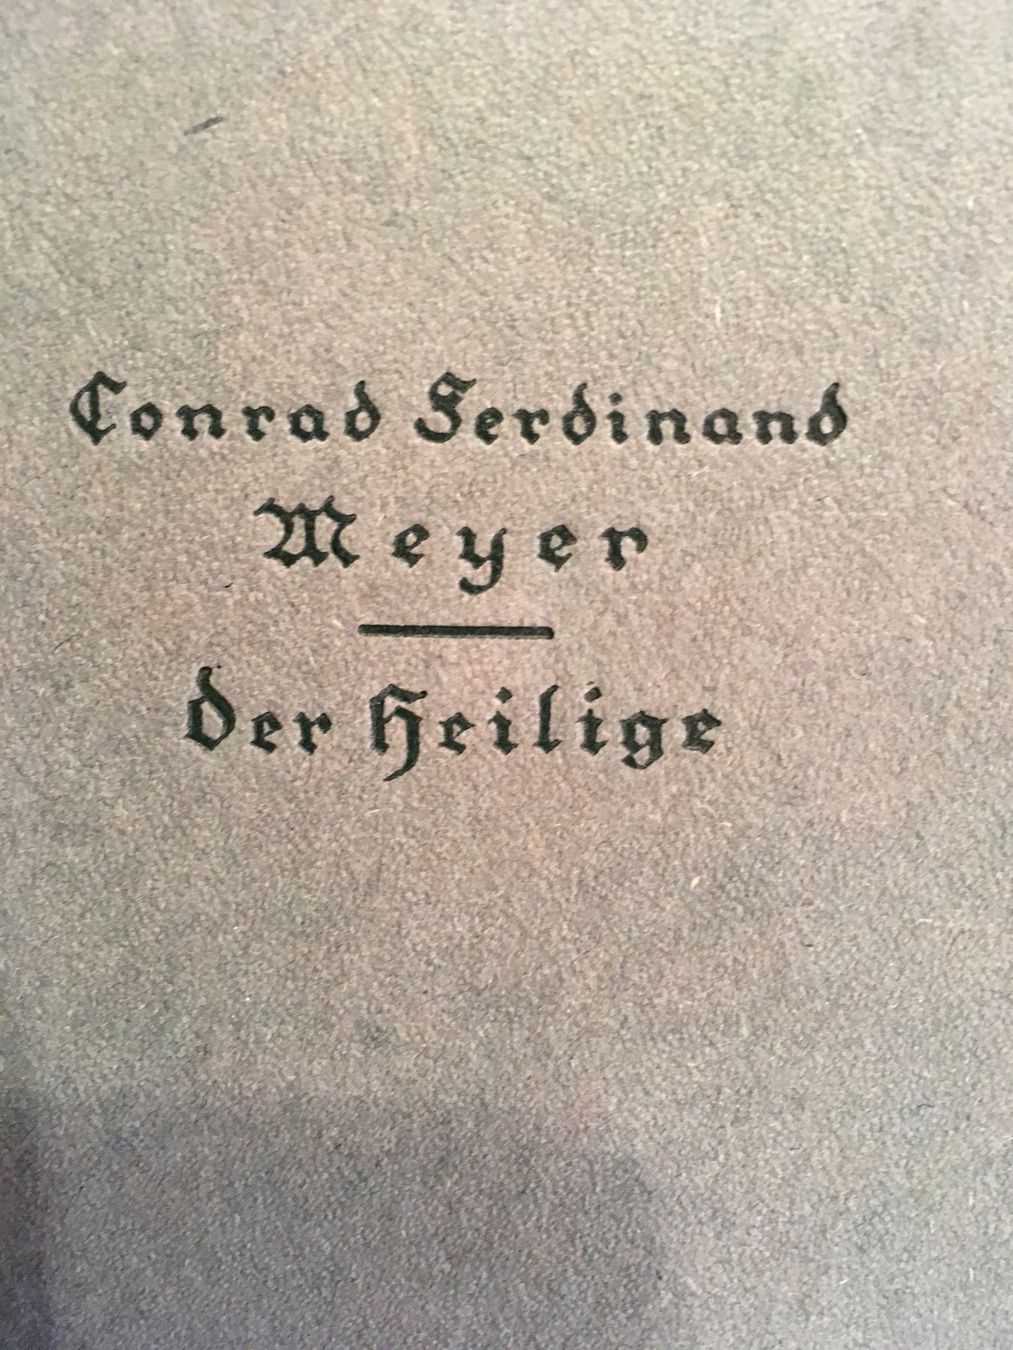 Conrad Ferdinand
Meyer
der Heilige